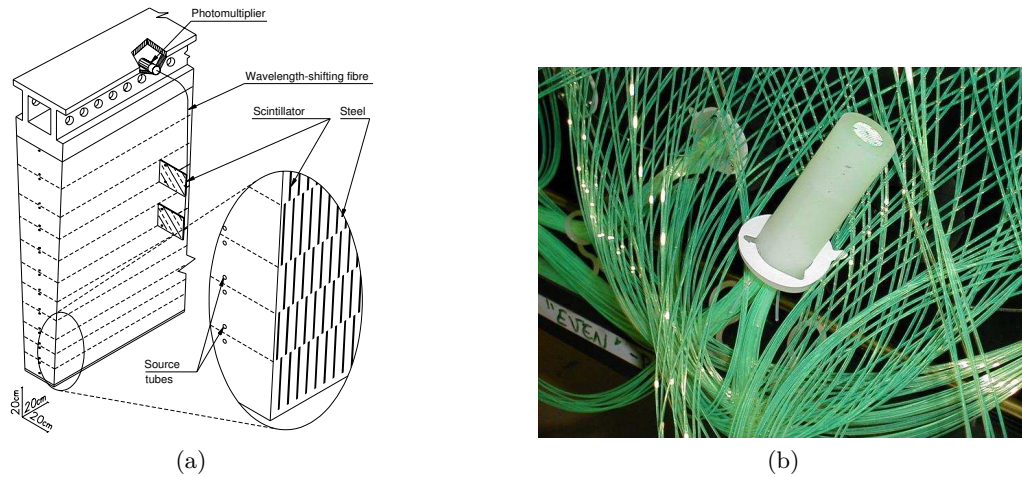 Photomultiplier
Wavelength-shifting fibre
Scintillator
Steel
Source
tubes
20cm
20cm
20cm
(a)
"EVEN"
(b)